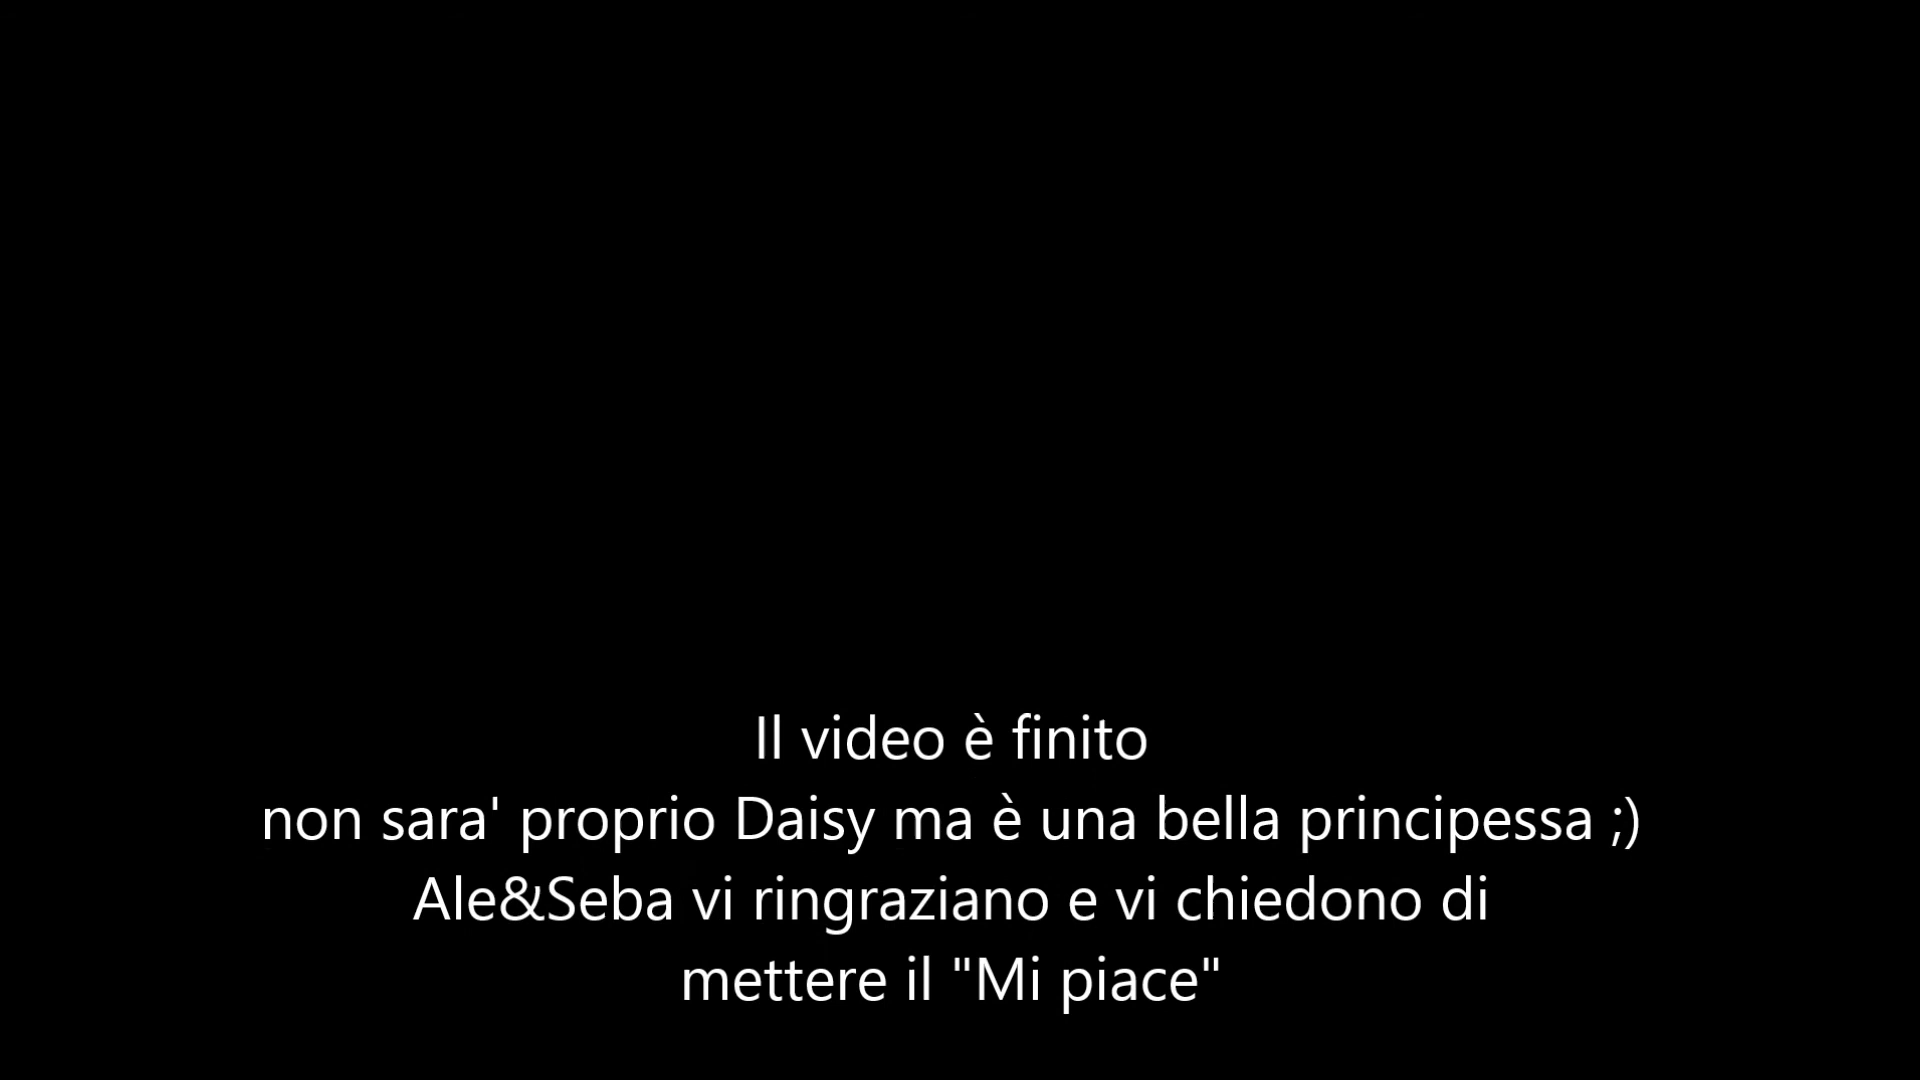 Il video è finito
non sara' proprio Daisy ma è una bella principessa ;)
Ale&Seba vi ringraziano e vi chiedono di
mettere il "Mi piace"